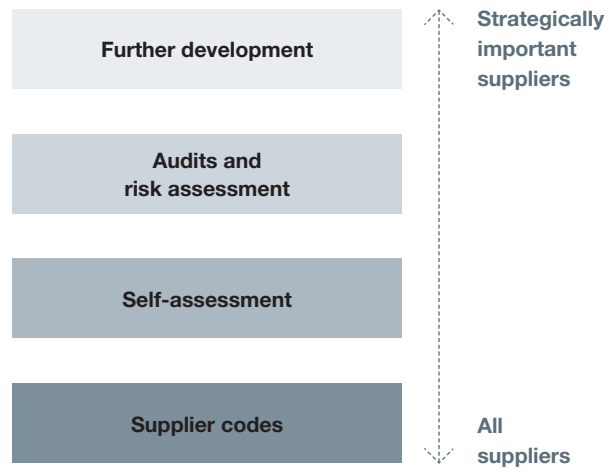 Further development
Audits and
risk assessment
Self-assessment
Supplier codes
Strategically
important
suppliers
All
suppliers